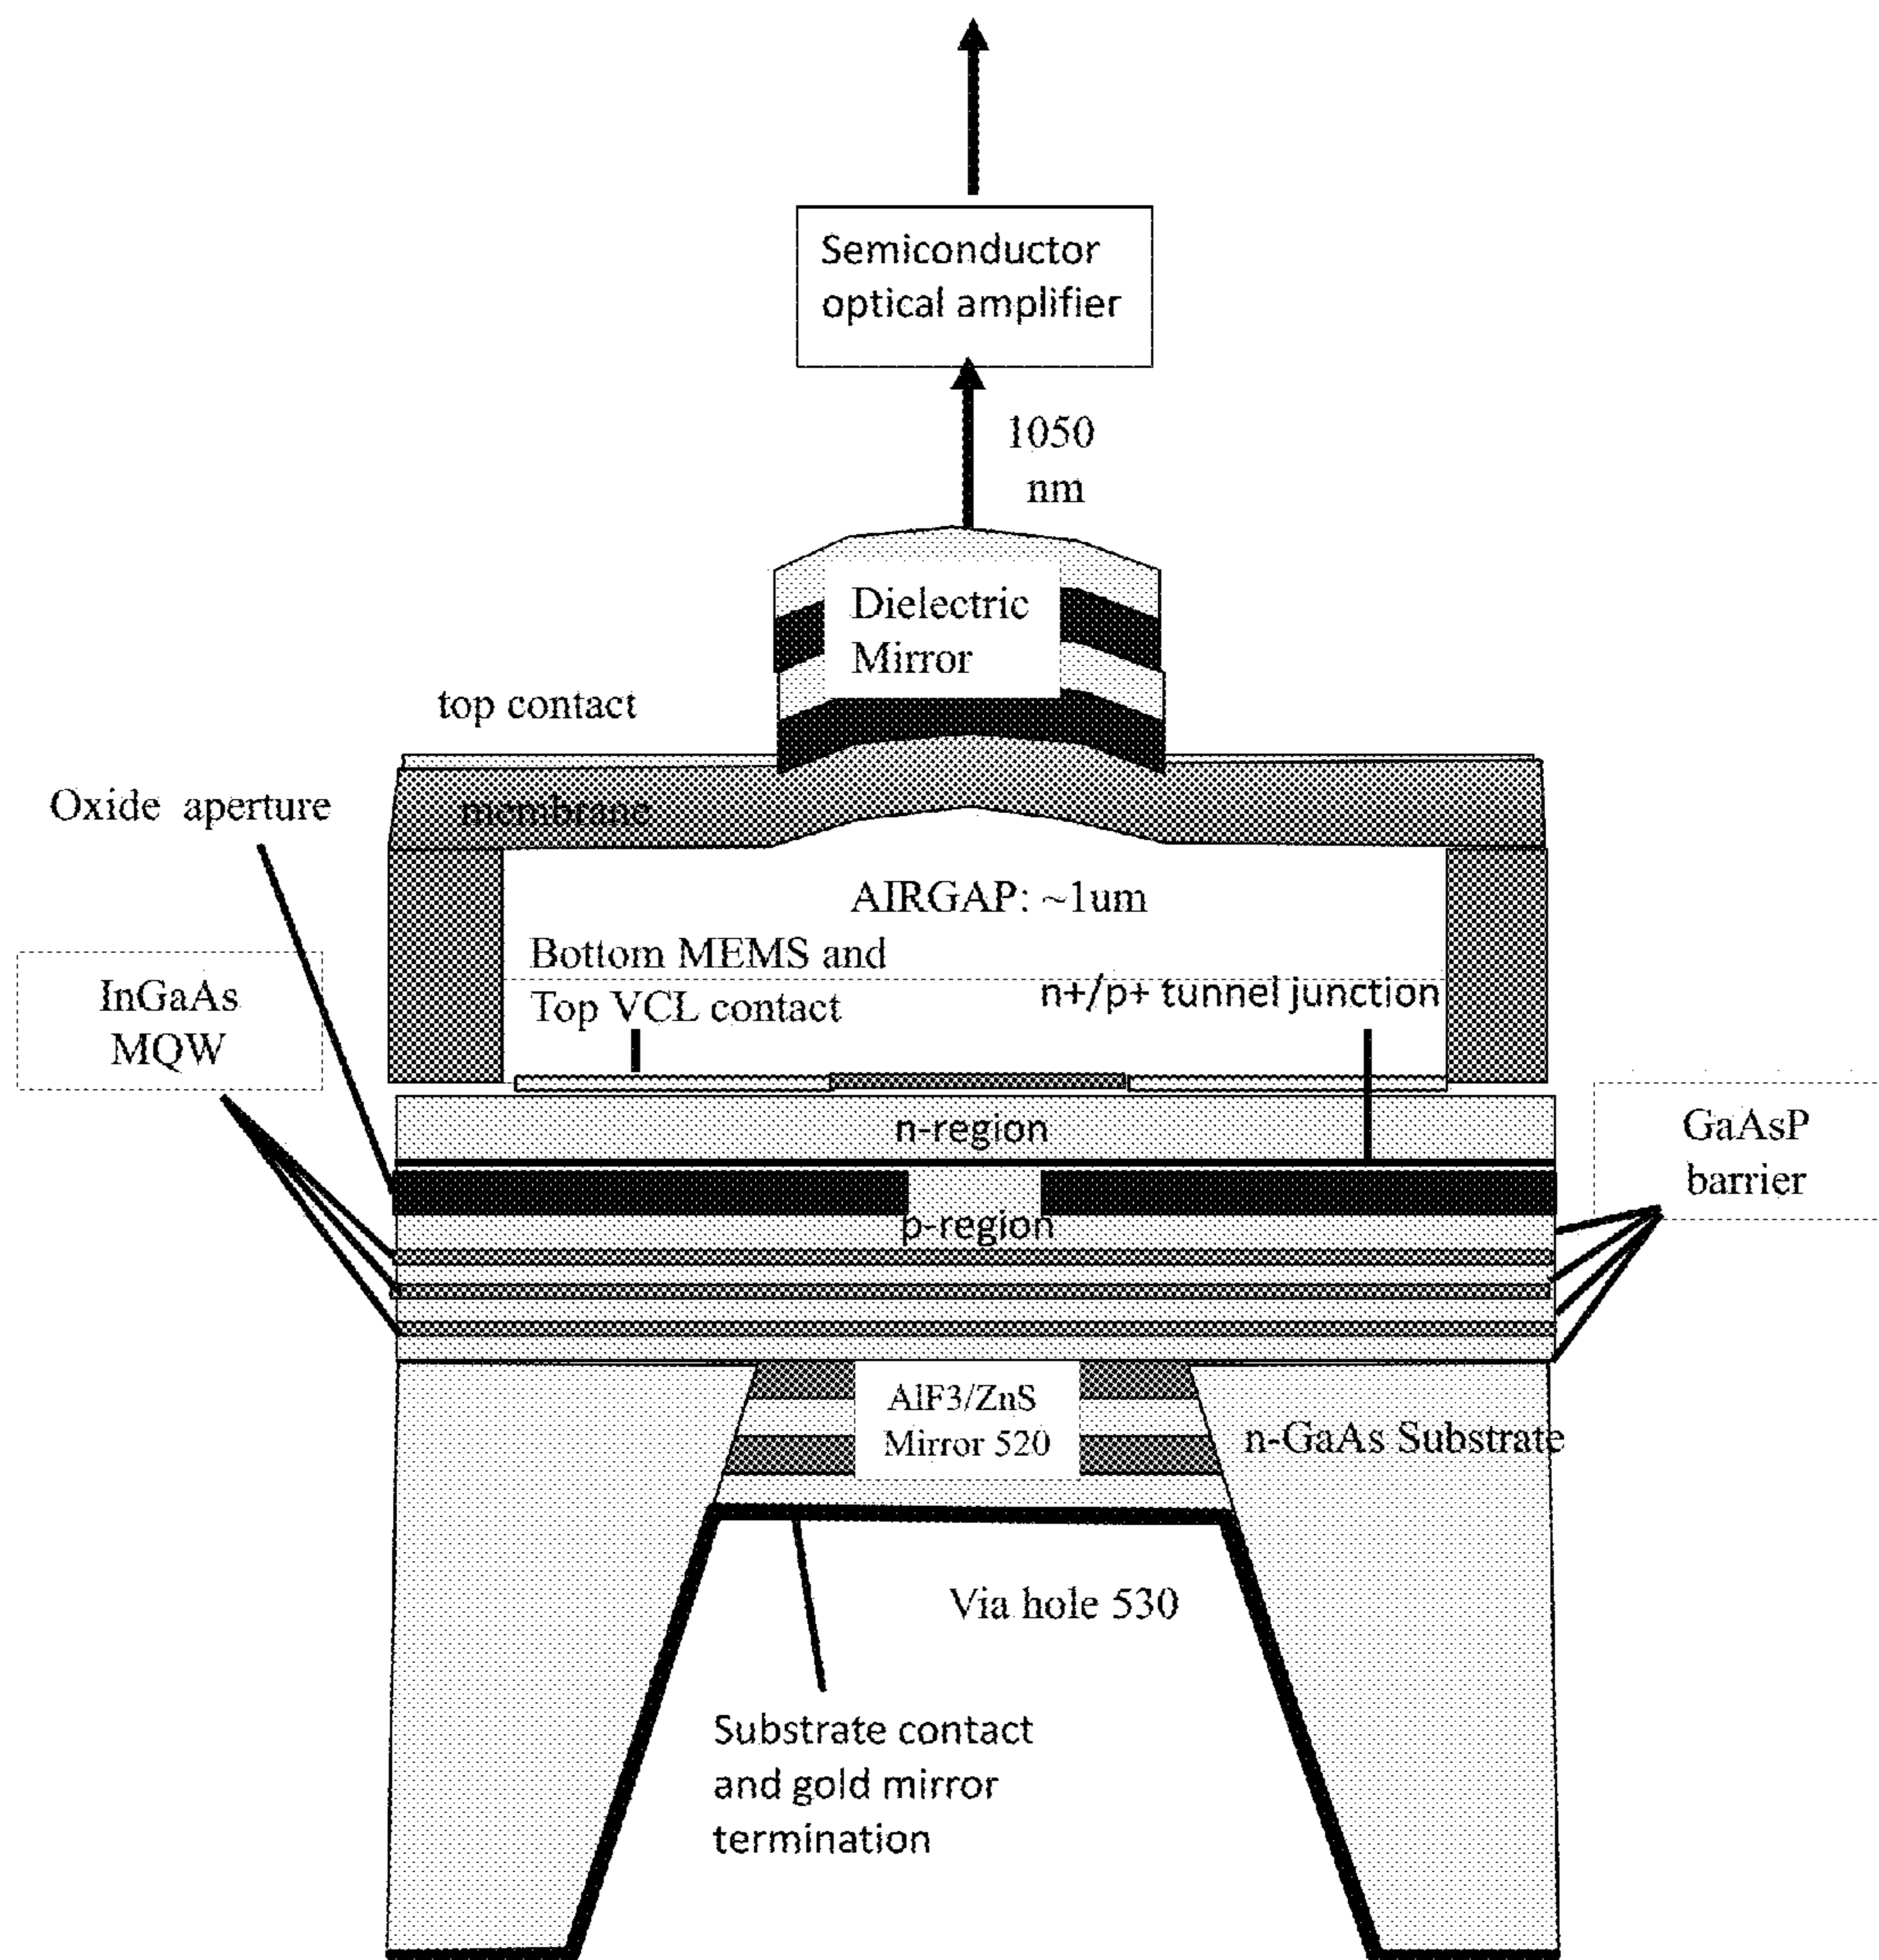 Semiconductor
optical amplifier
1050
nm
Dielectric
Mirror
top contact
membrane
Oxide aperture
AIRGAP: ~1um
Bottom MEMS and
Top VCL contact
n+/p+ tunnel junction
InGaAs
MQW
n-region
GaAsP
barrier
p-region
AlF3/ZnS
Mirror 520
n-GaAs Substrate
Via hole 530
Substrate contact
and gold mirror
termination